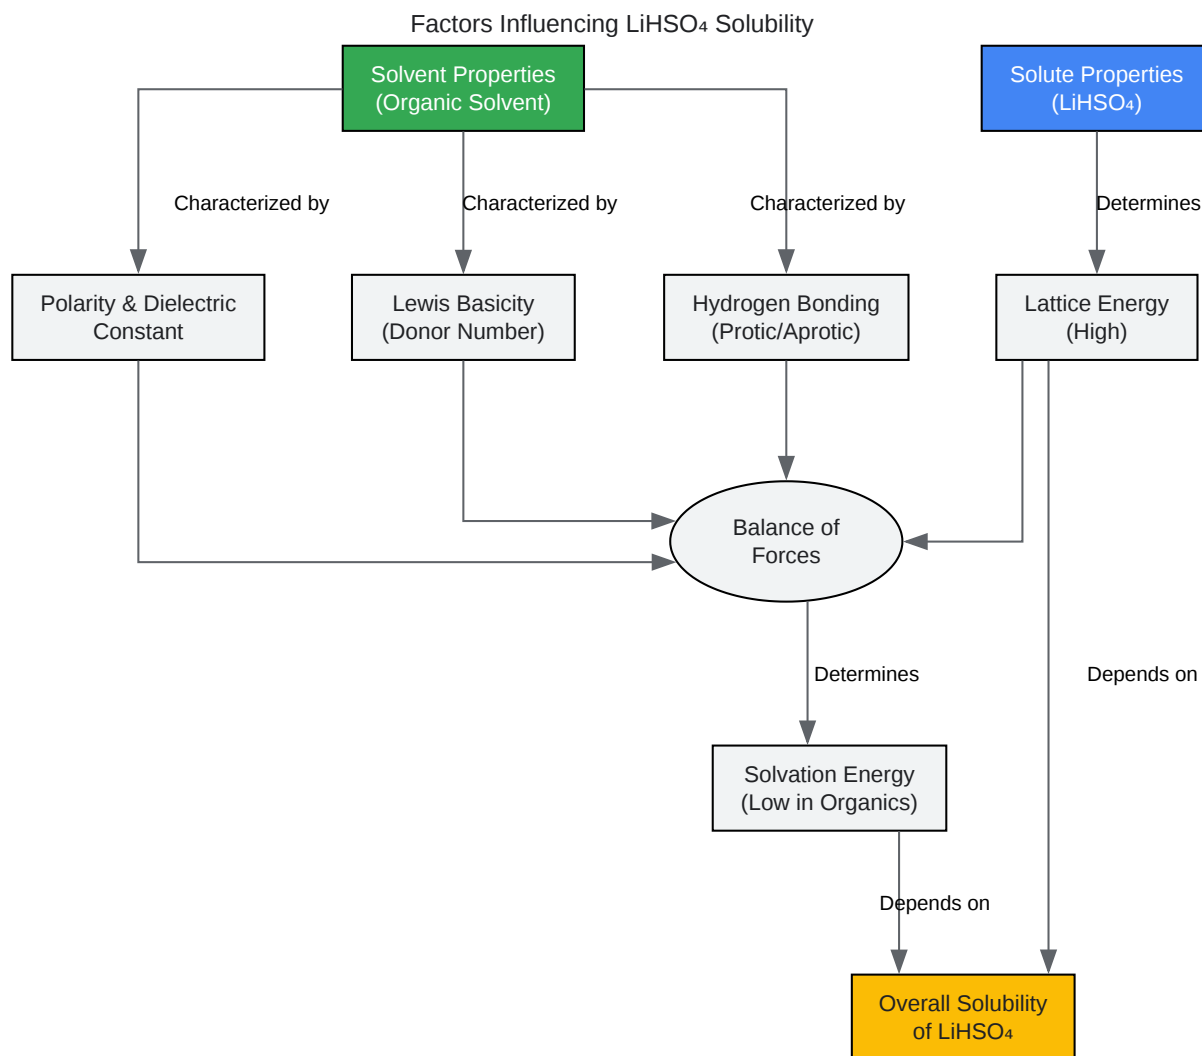 Factors Influencing LiHSO₄ Solubility
Solvent Properties
(Organic Solvent)
Solute Properties
(LiHSO₄)
Characterized by
Characterized by
Characterized by
Determines
Polarity & Dielectric
Constant
Lewis Basicity
(Donor Number)
Hydrogen Bonding
(Protic/Aprotic)
Lattice Energy
(High)
Balance of
Forces
Determines
Depends on
Solvation Energy
(Low in Organics)
Depends on
Overall Solubility
of LiHSO₄